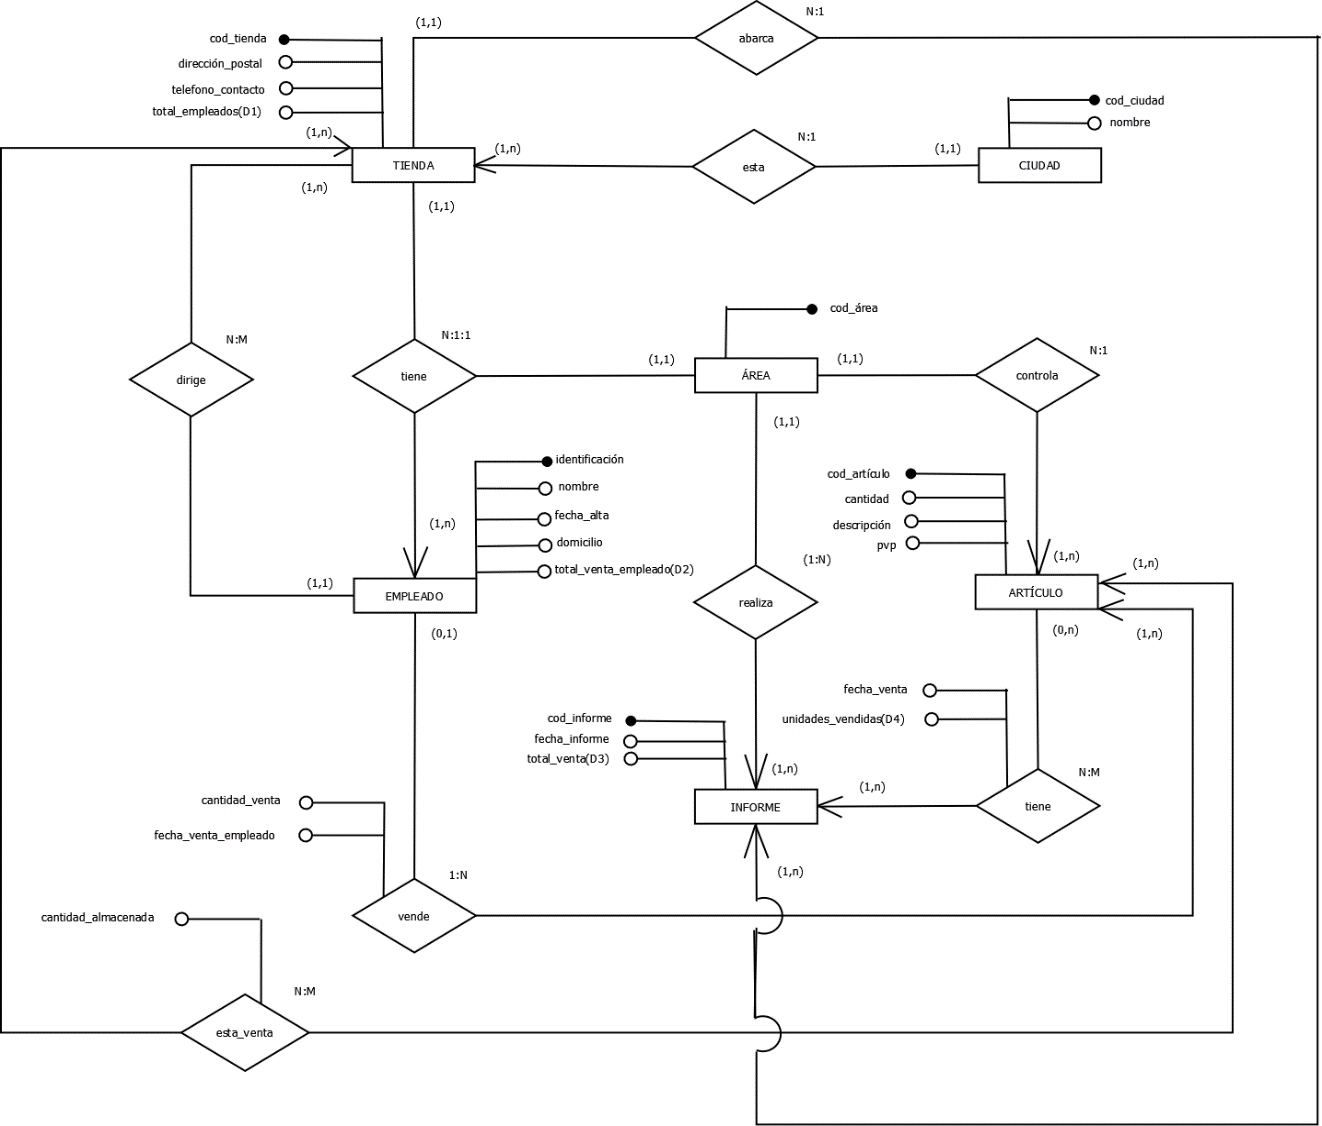 N:1
(1,1)
abarca
cod_tienda
dirección_postal
telefono_contacto
total_empleados(D1)
cod_ciudad
nombre
(1,n)
TIENDA
(1,n)
N:1
esta
(1,1)
CIUDAD
(1,n)
(1,1)
N:M
dirige
N:1:1
tiene
cod_área
(1,1)
ÁREA
(1,1)
N:1
controla
(1,1)
identificación
nombre
fecha_alta
domicilio
total_venta_empleado(D2)
(1,n)
cod_artículo
cantidad
descripción
pvp
(1,n)
(1,n)
(1:N)
(1,1)
EMPLEADO
realiza
ARTÍCULO
(0,1)
(0,n)
(1,n)
fecha_venta
unidades_vendidas(D4)
cod_informe
fecha_informe
total_venta(D3)
(1,n)
(1,n)
N:M
INFORME
tiene
cantidad_venta
fecha_venta_empleado
1:N
(1,n)
vende
cantidad_almacenada
N:M
esta_venta